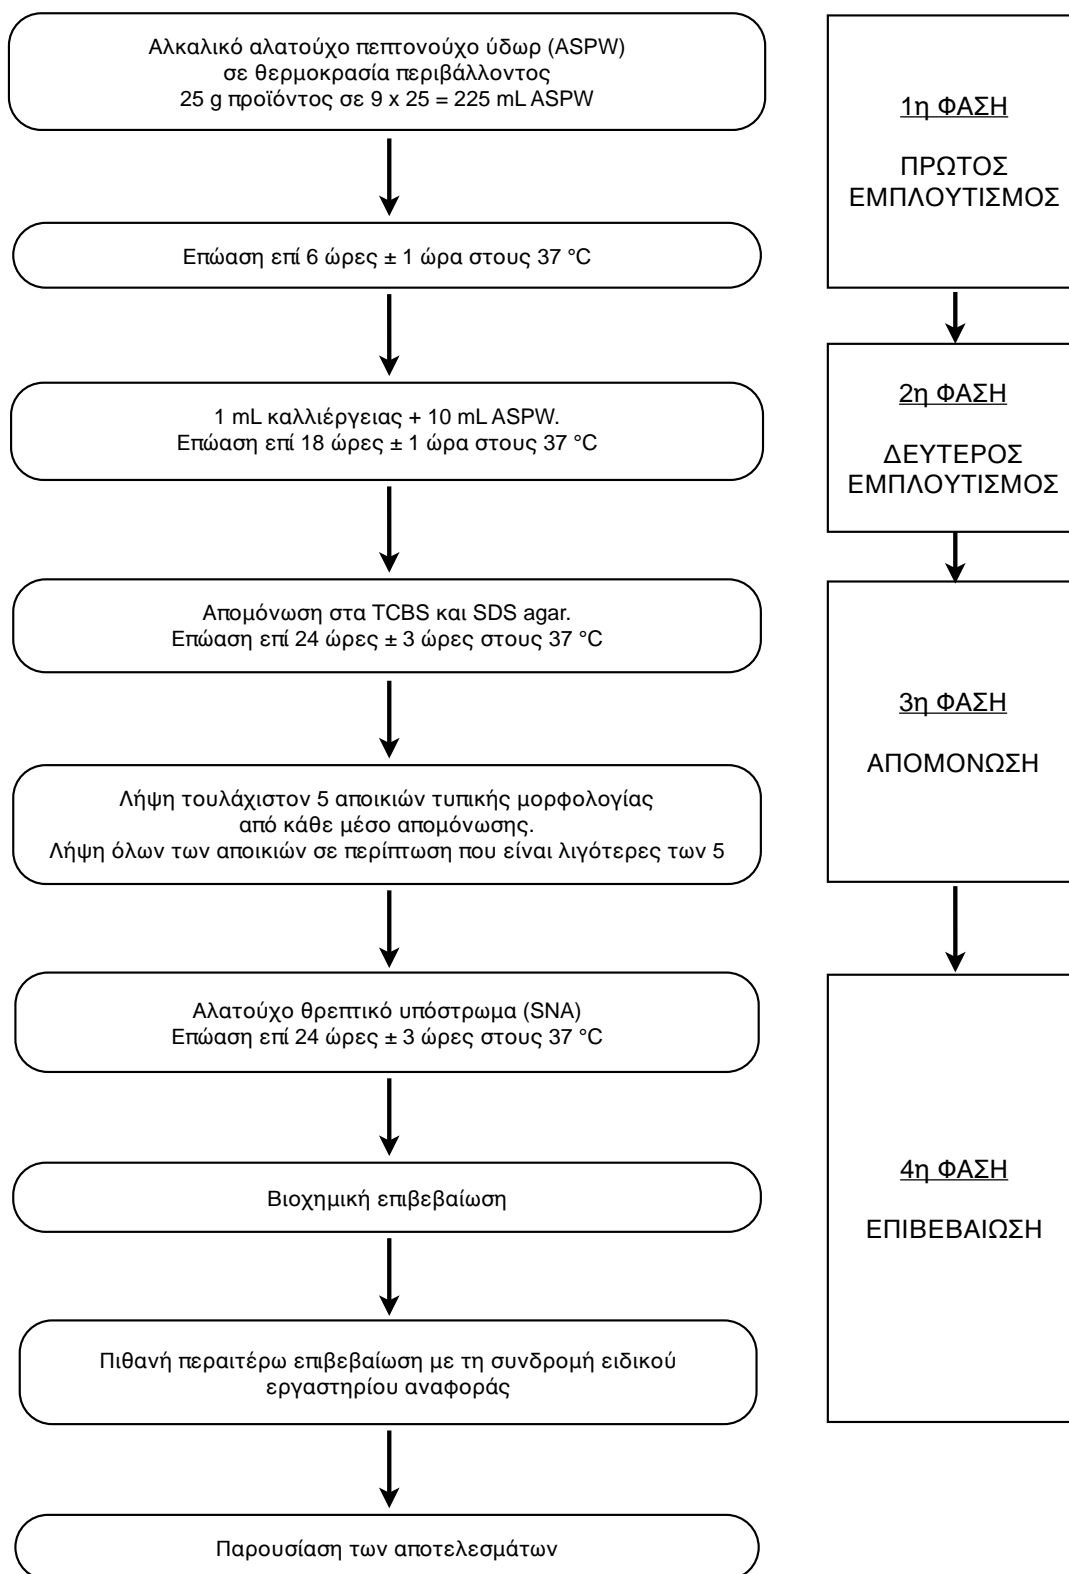 Αλκαλικό αλατούχο πεπτονούχο ύδωρ (ASPW)
σε θερμοκρασία περιβάλλοντος
25 g προϊόντος σε 9 x 25 = 225 mL ASPW
Επώαση επί 6 ώρες ± 1 ώρα στους 37 °C
1 mL καλλιέργειας + 10 mL ASPW.
Επώαση επί 18 ώρες ± 1 ώρα στους 37 °C
Απομόνωση στα TCBS και SDS agar.
Επώαση επί 24 ώρες ± 3 ώρες στους 37 °C
Λήψη τουλάχιστον 5 αποικιών τυπικής μορφολογίας
από κάθε μέσο απομόνωσης.
Λήψη όλων των αποικιών σε περίπτωση που είναι λιγότερες των 5
Αλατούχο θρεπτικό υπόστρωμα (SNA)
Επώαση επί 24 ώρες ± 3 ώρες στους 37 °C
Βιοχημική επιβεβαίωση
Πιθανή περαιτέρω επιβεβαίωση με τη συνδρομή ειδικού
εργαστηρίου αναφοράς
Παρουσίαση των αποτελεσμάτων
1η ΦΑΣΗ
ΠΡΩΤΟΣ
ΕΜΠΛΟΥΤΙΣΜΟΣ
2η ΦΑΣΗ
ΔΕΥΤΕΡΟΣ
ΕΜΠΛΟΥΤΙΣΜΟΣ
3η ΦΑΣΗ
ΑΠΟΜΟΝΩΣΗ
4η ΦΑΣΗ
ΕΠΙΒΕΒΑΙΩΣΗ